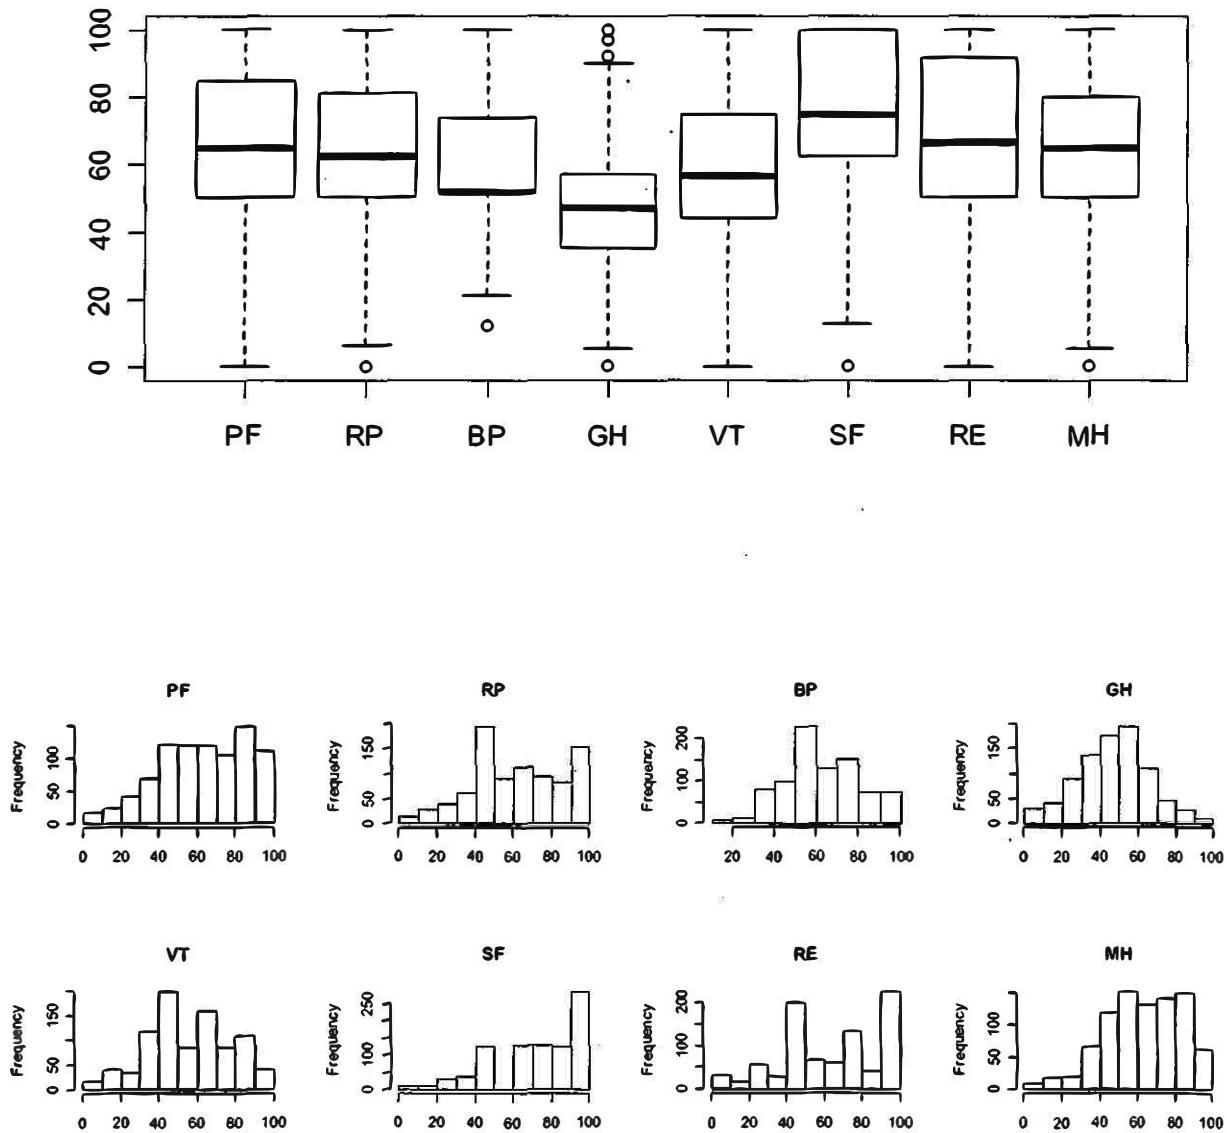 100
80
60
40
20
0
PF RP BP GH VT SF RE MH
PF RP BP GH
Frequency Frequency Frequency Frequency
100 150 200 150
50 50 100 50
0 0 0 0
0 20 40 60 80 100 0 20 40 60 80 100 20 40 60 80 100 0 20 40 60 80 100
VT SF RE MH
Frequency Frequency Frequency Frequency
150 250 200 100
50 100 100 50
0 0 0 0
0 20 40 60 80 100 0 20 40 60 80 100 0 20 40 60 80 100 0 20 40 60 80 100